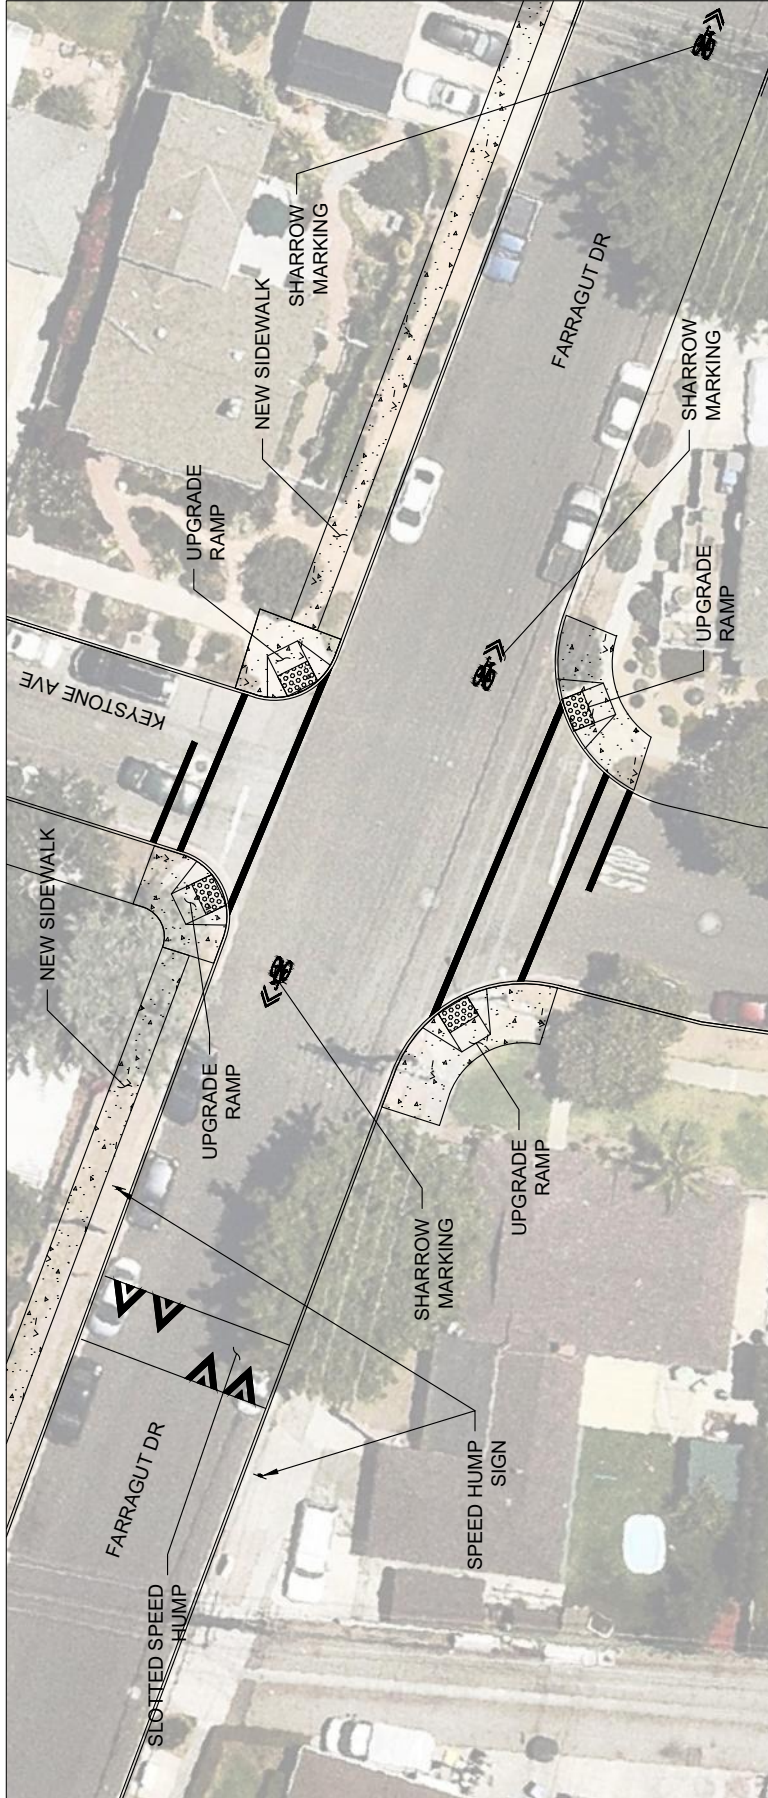 SHARROW
MARKING
NEW SIDEWALK
FARRAGUT DR
SHARROW
MARKING
UPGRADE
RAMP
UPGRADE
RAMP
KEYSTONE AVE
NEW SIDEWALK
UPGRADE
RAMP
UPGRADE
RAMP
SHARROW
MARKING
SPEED HUMP
SIGN
FARRAGUT DR
SLOTTED SPEED
HUMP